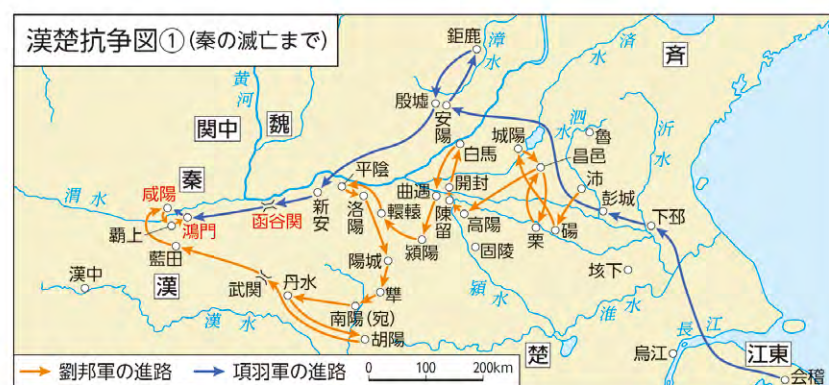 漢楚抗争図①(秦の滅亡まで)
鉅鹿
漳水
済水
斉
黄河
魏
関中
殷墟
安陽
城陽
泗水
魯
沂水
白馬
昌邑
平陰
秦
咸陽
渭水
函谷関
新安
洛陽
轘轅
曲遇
開封
陳留
高陽
沛
彭城
下邳
鴻門
覇上
藍田
潁陽
固陵
栗
碭
陽城
漢中
漢
武関
丹水
犨
潁水
垓下
漢水
南陽(宛)
胡陽
淮水
楚
烏江
長江
江東
会稽
劉邦軍の進路
項羽軍の進路
0 100 200km